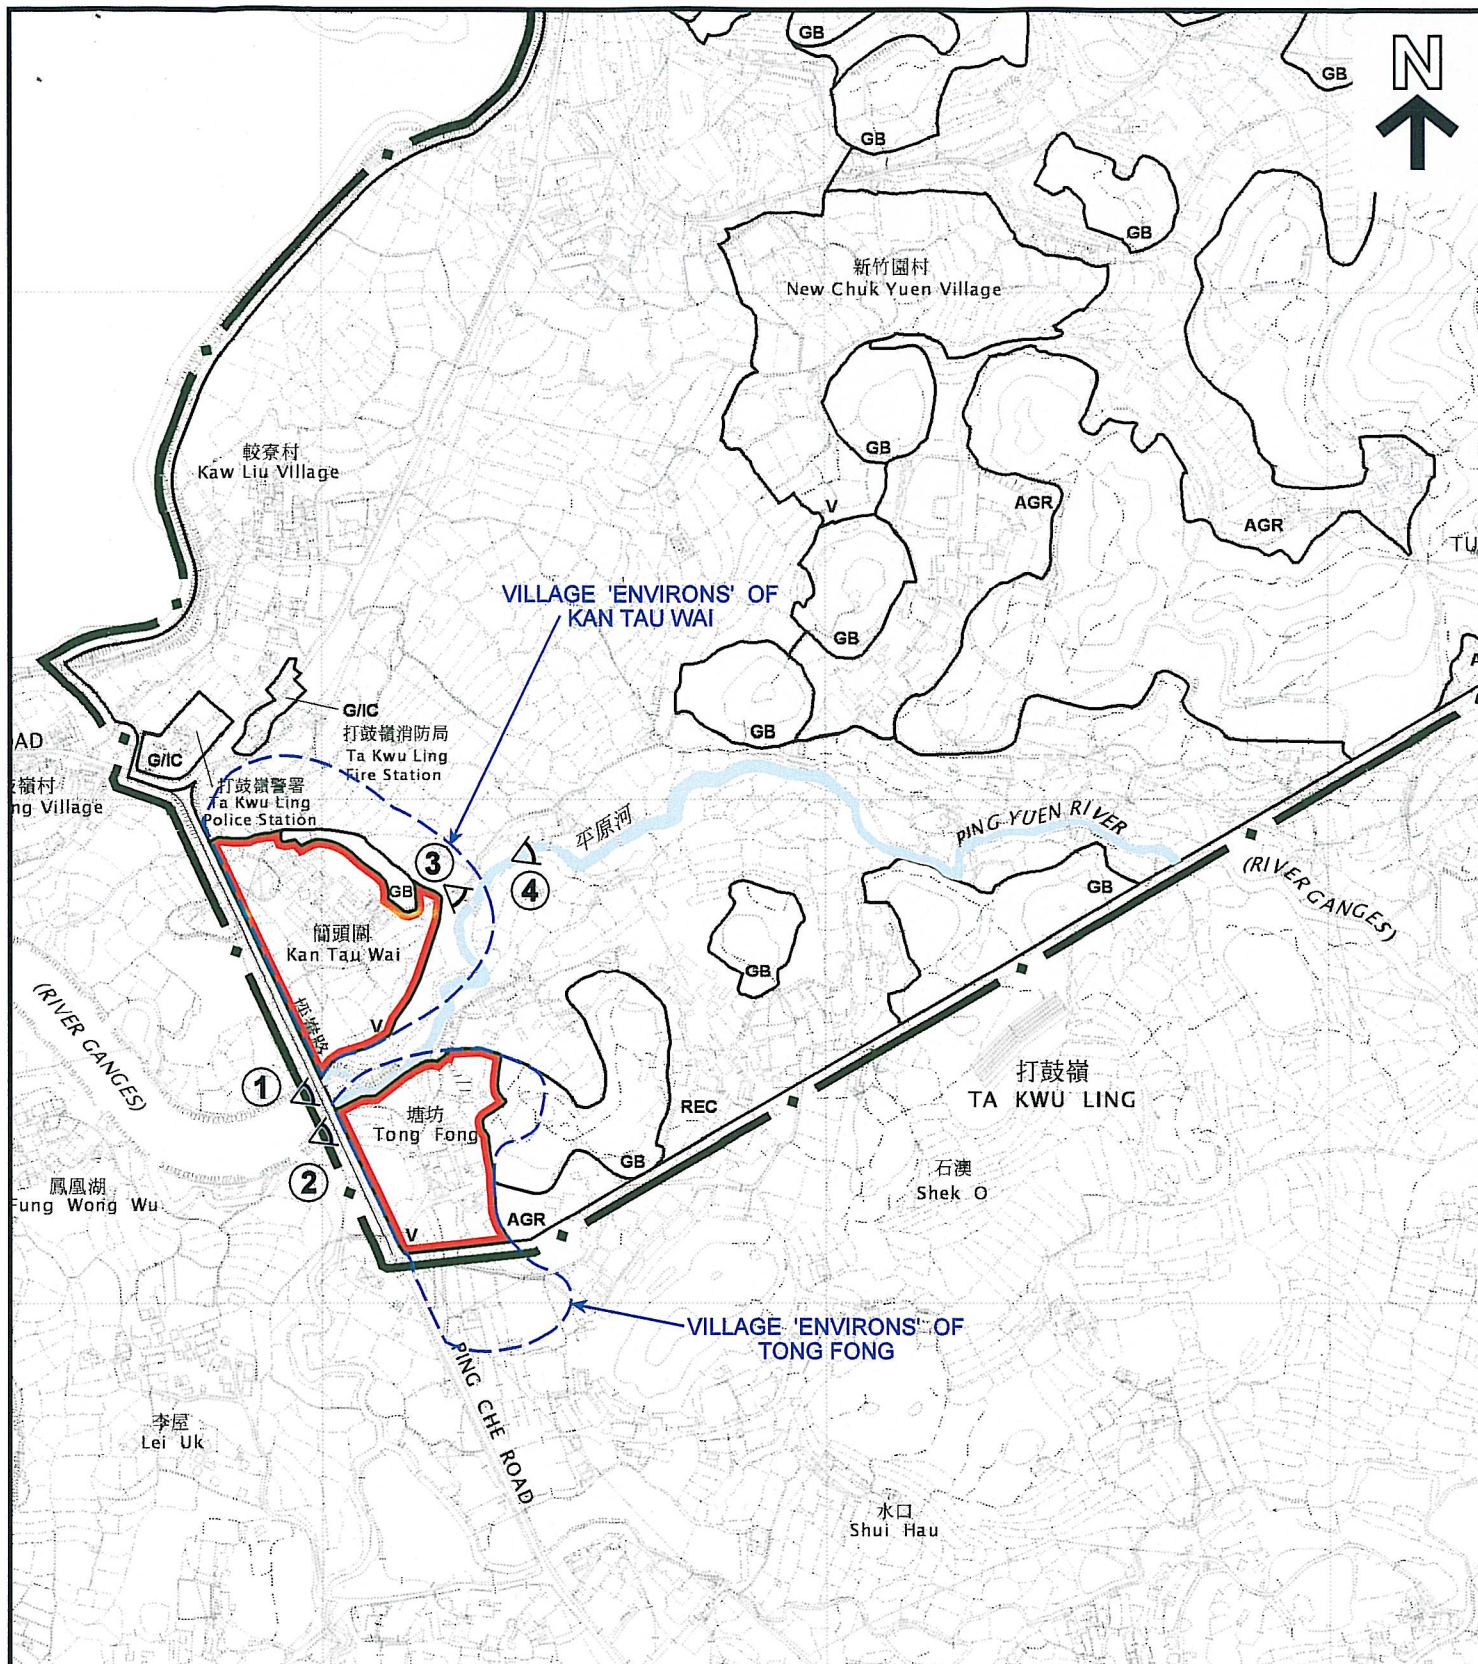 GB
GB
N
GB
GB
新竹園村
New Chuk Yuen Village
較寮村
Kaw Liu Village
GB
V
AGR
AGR
TU
VILLAGE 'ENVIRONS' OF
KAN TAU WAI
GB
GB
G/IC
打鼓嶺消防局
Ta Kwu Ling
Fire Station
AD
G/IC
嶺村
ng Village
打鼓嶺警署
Ta Kwu Ling
Police Station
平原河
PING YUEN RIVER
(RIVER GANGES)
3
4
GB
GB
簡頭圍
Kan Tau Wai
GB
(RIVER GANGES)
V
1
打鼓嶺
TA KWU LING
塘坊
Tong Fong
REC
2
GB
石澳
Shek O
鳳凰湖
Fung Wong Wu
AGR
V
VILLAGE 'ENVIRONS' OF
TONG FONG
PING CHE ROAD
李屋
Lei Uk
水口
Shui Hau